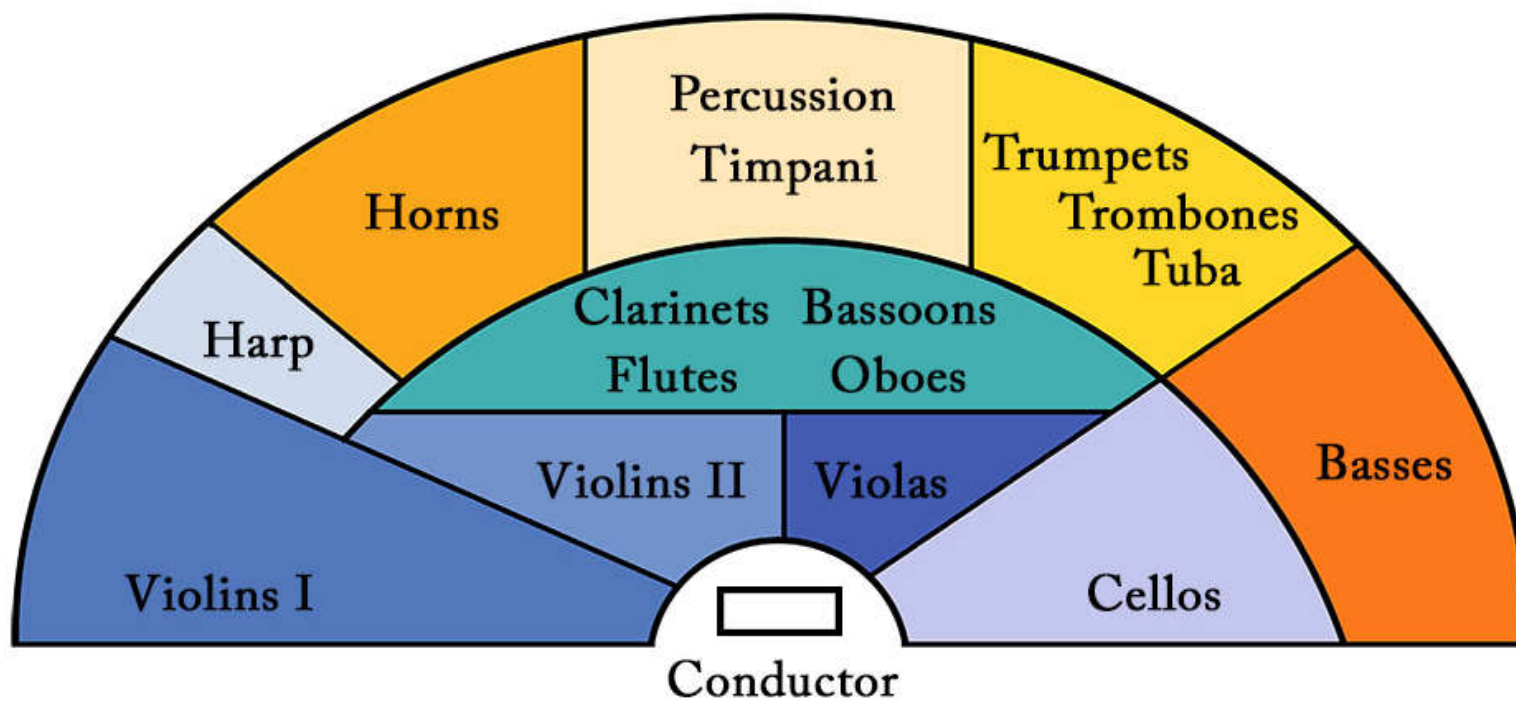 Percussion
Timpani
Horns
Trumpets
Trombones
Tuba
Harp
Clarinets Bassoons
Flutes Oboes
Violins II
Violas
Basses
Violins I
Cellos
Conductor